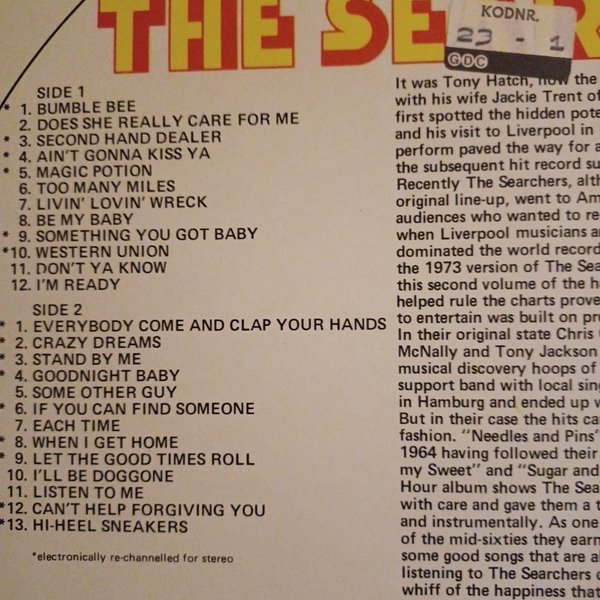 THE SEAR
KODNR.
23 - 1
GDC
SIDE 1
* 1. BUMBLE BEE
2. DOES SHE REALLY CARE FOR ME
* 3. SECOND HAND DEALER
* 4. AIN'T GONNA KISS YA
* 5. MAGIC POTION
6. TOO MANY MILES
7. LIVIN' LOVIN' WRECK
8. BE MY BABY
* 9. SOMETHING YOU GOT BABY
*10. WESTERN UNION
11. DON'T YA KNOW
12. I'M READY
SIDE 2
* 1. EVERYBODY COME AND CLAP YOUR HANDS
* 2. CRAZY DREAMS
* 3. STAND BY ME
* 4. GOODNIGHT BABY
5. SOME OTHER GUY
* 6. IF YOU CAN FIND SOMEONE
7. EACH TIME
* 8. WHEN I GET HOME
* 9. LET THE GOOD TIMES ROLL
10. I'LL BE DOGGONE
11. LISTEN TO ME
*12. CAN'T HELP FORGIVING YOU
*13. HI-HEEL SNEAKERS
*electronically re-channelled for stereo
It was Tony Hatch, now the
with his wife Jackie Trent of
first spotted the hidden pote
and his visit to Liverpool in
perform paved the way for a
the subsequent hit record su
Recently The Searchers, alt
original line-up, went to Am
audiences who wanted to re
when Liverpool musicians a
dominated the world record
the 1973 version of The Sea
this second volume of the h
helped rule the charts prove
to entertain was built on pr
In their original state Chris
McNally and Tony Jackson
musical discovery hoops of
support band with local sing
in Hamburg and ended up w
But in their case the hits ca
fashion. "Needles and Pins'
1964 having followed their
my Sweet" and "Sugar and
Hour album shows The Sea
with care and gave them a t
and instrumentally. As one
of the mid-sixties they earn
some good songs that are a
listening to The Searchers
whiff of the happiness that